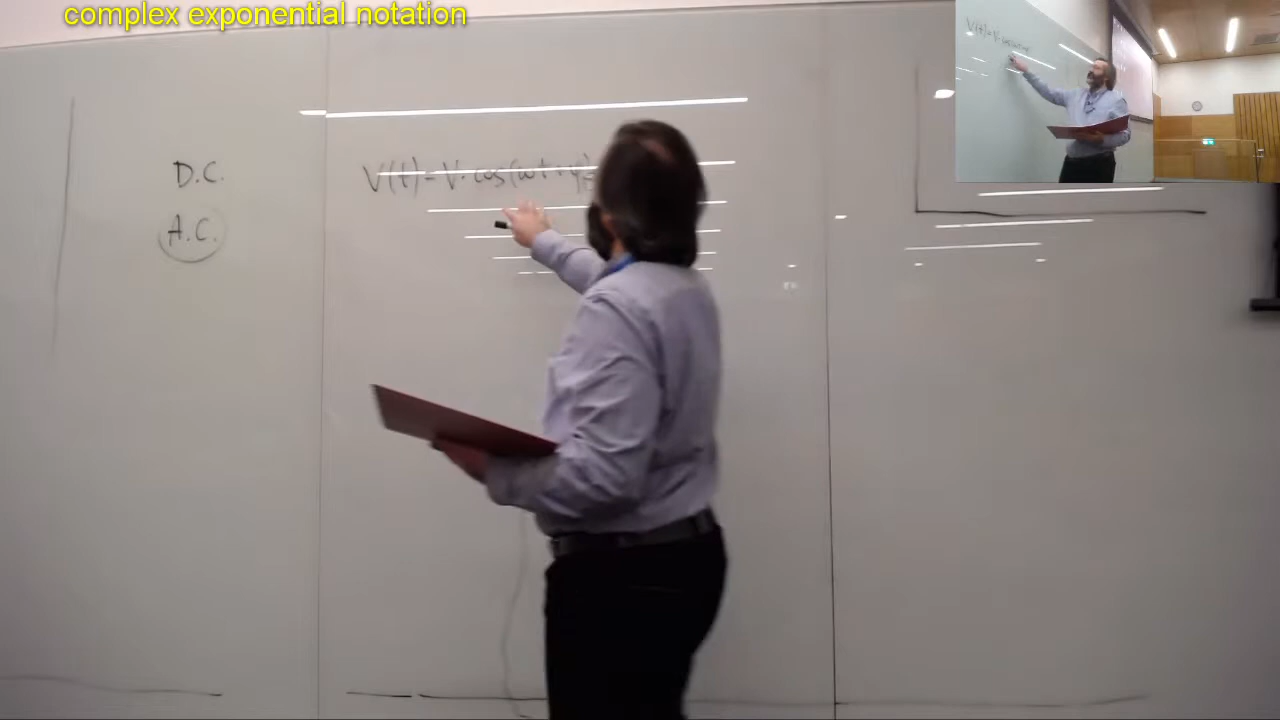 complex exponential notation
D.C.
A.C.
V(t) = V· cos(ωt + φ)